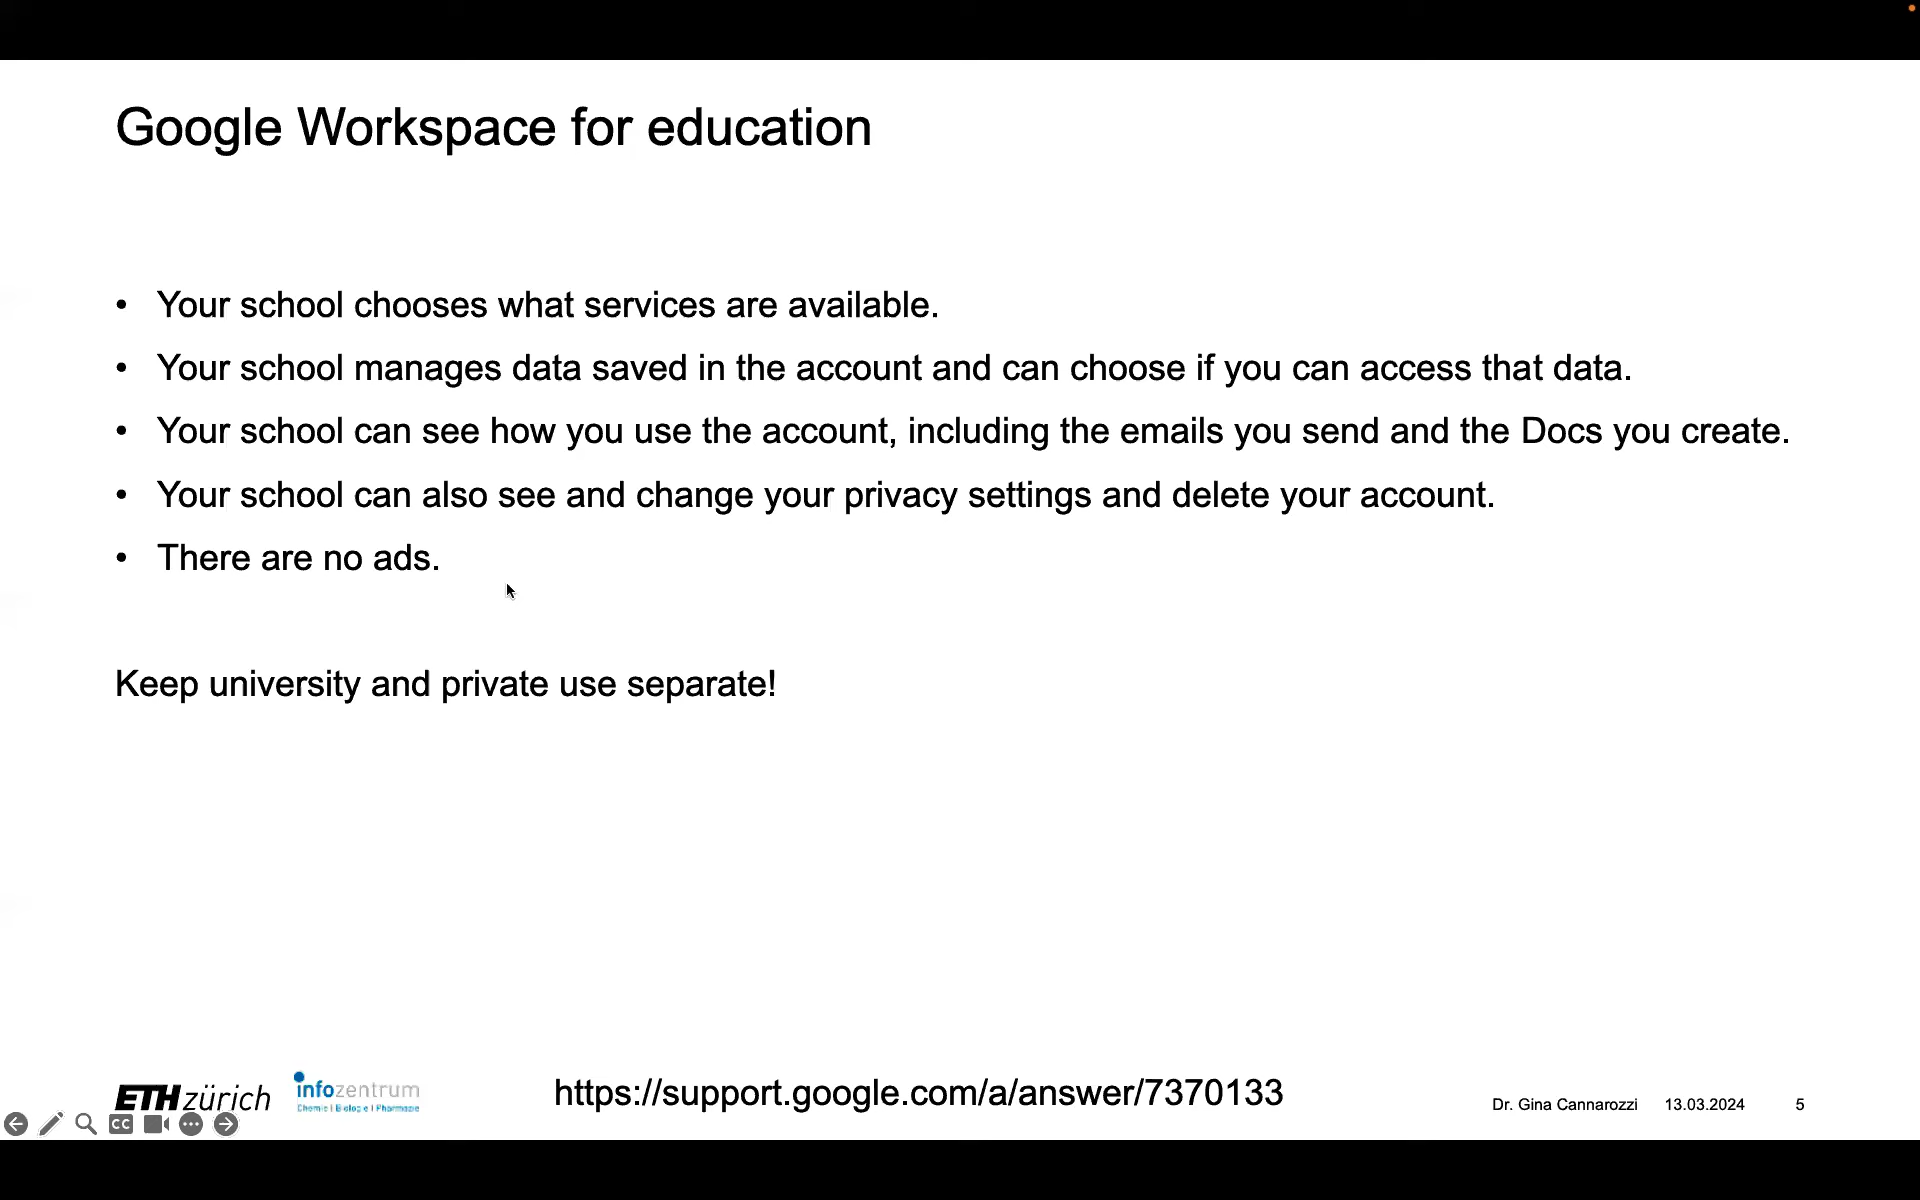 Google Workspace for education
• Your school chooses what services are available.
• Your school manages data saved in the account and can choose if you can access that data.
• Your school can see how you use the account, including the emails you send and the Docs you create.
• Your school can also see and change your privacy settings and delete your account.
• There are no ads.
Keep university and private use separate!
ETH zürich
infozentrum
Chemie | Biologie | Pharmazie
https://support.google.com/a/answer/7370133
Dr. Gina Cannarozzi 13.03.2024 5
CC